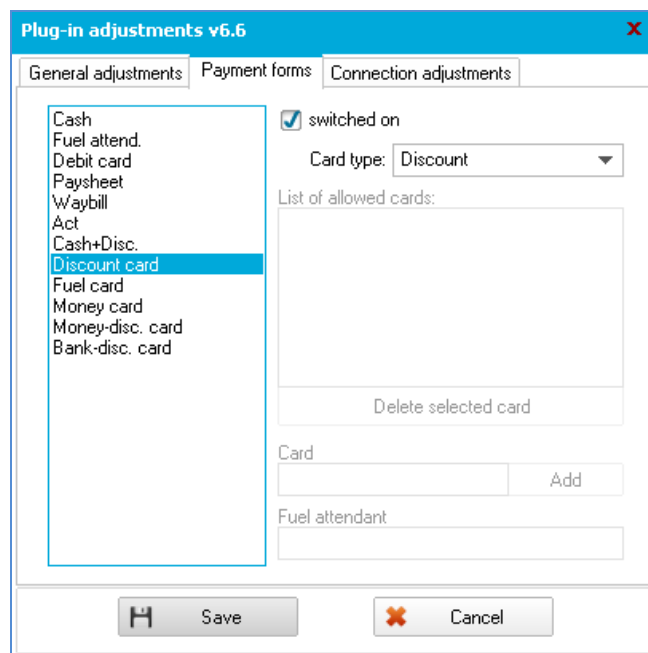 Plug-in adjustments v6.6
General adjustments Payment forms Connection adjustments
Cash
Fuel attend.
Debit card
Paysheet
Waybill
Act
Cash+Disc.
Discount card
Fuel card
Money card
Money-disc. card
Bank-disc. card
switched on
Card type: Discount
List of allowed cards:
Delete selected card
Card
Add
Fuel attendant
Save Cancel